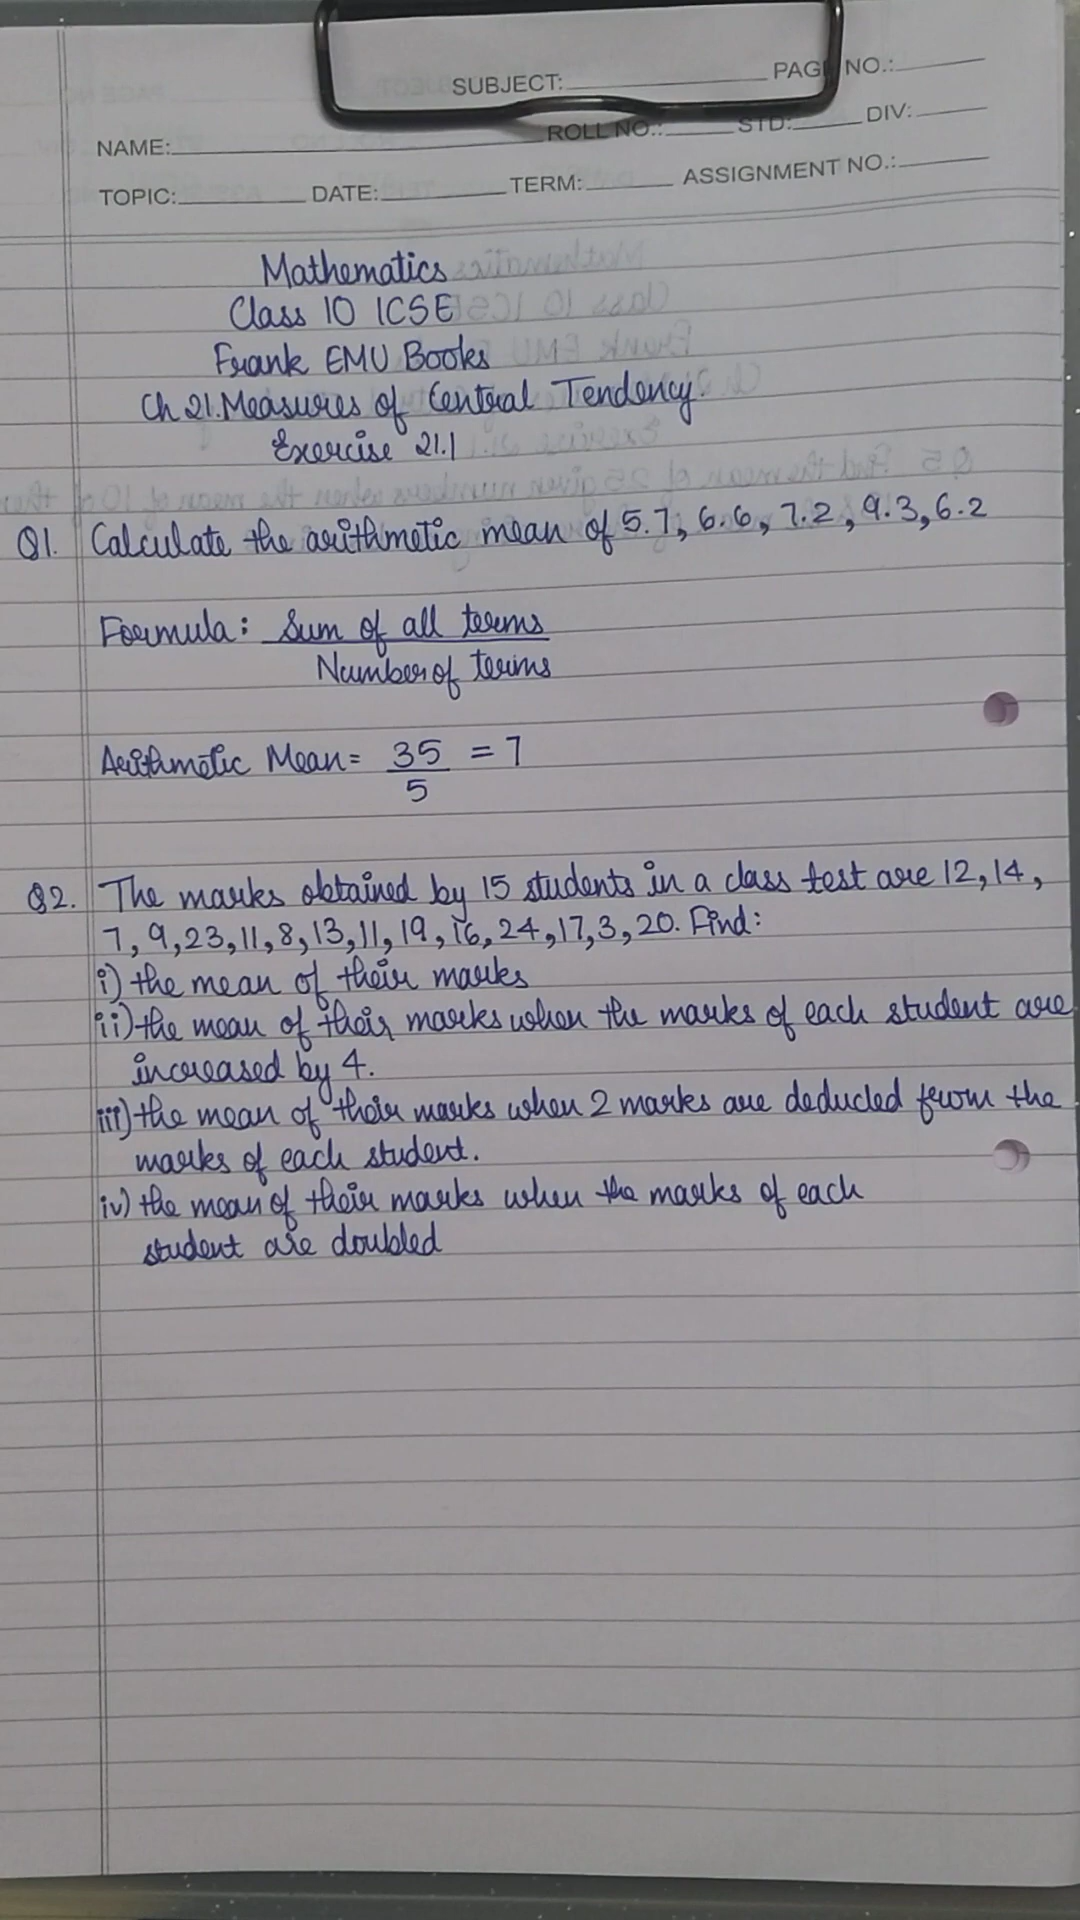 SUBJECT: PAGE NO.:
NAME: ROLL NO.: STD: DIV:
TOPIC: DATE: TERM: ASSIGNMENT NO.:
Mathematics
Class 10 ICSE
Frank EMU Books
Ch 21. Measures of Central Tendency.
Exercise 21.1
Q1. Calculate the arithmetic mean of 5.7, 6.6, 7.2, 9.3, 6.2
Formula: Sum of all terms
Number of terms
Arithmetic Mean = 35 = 7
5
Q2. The marks obtained by 15 students in a class test are 12, 14,
7, 9, 23, 11, 8, 13, 11, 19, 16, 24, 17, 3, 20. Find:
i) the mean of their marks
ii) the mean of their marks when the marks of each student are
increased by 4.
iii) the mean of their marks when 2 marks are deducted from the
marks of each student.
iv) the mean of their marks when the marks of each
student are doubled